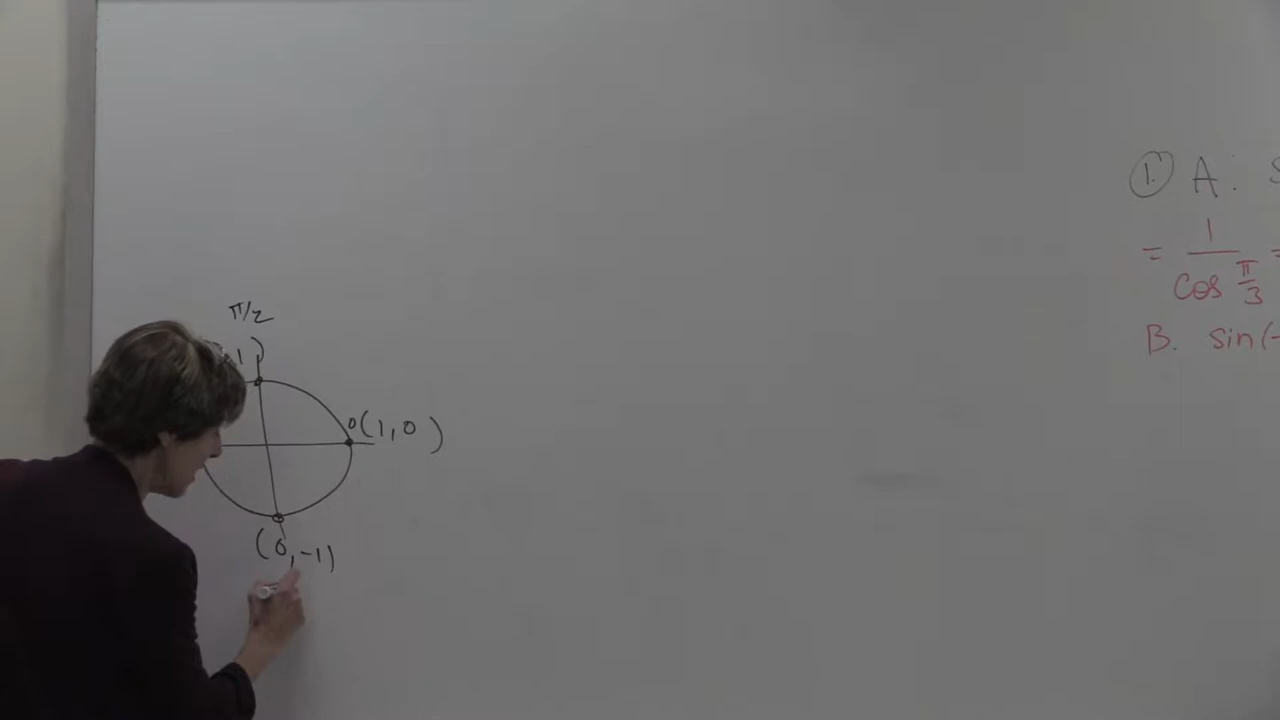 π/2
1)
0(1,0)
(0,-1)
1. A:
= 1/cos π/3 =
B. sin(-